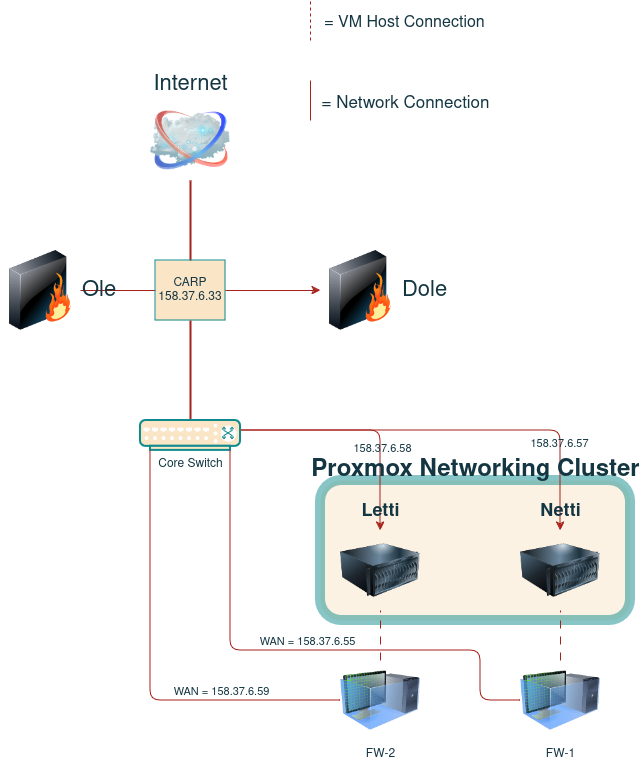 = VM Host Connection
Internet
= Network Connection
Ole
CARP
158.37.6.33
Dole
158.37.6.58
158.37.6.57
Core Switch
Proxmox Networking Cluster
Letti
Netti
WAN = 158.37.6.55
WAN = 158.37.6.59
FW-2
FW-1